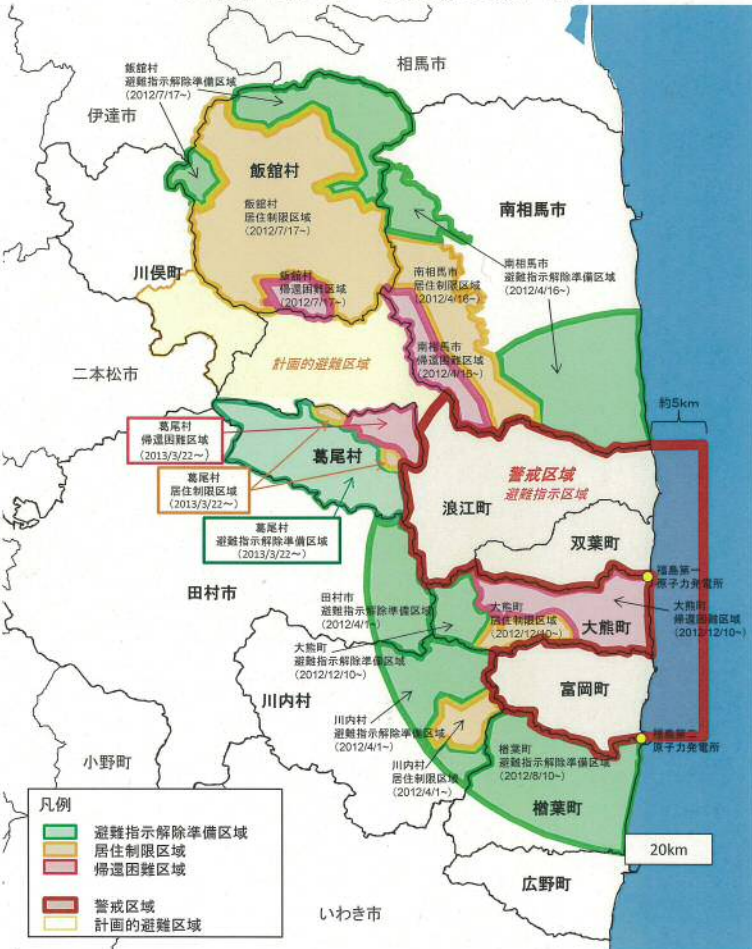 相馬市
飯舘村
避難指示解除準備区域
(2012/7/17~)
伊達市
飯舘村
飯舘村
居住制限区域
(2012/7/17~)
南相馬市
川俣町
飯舘村
帰還困難区域
(2012/7/17~)
南相馬市
居住制限区域
(2012/4/16~)
南相馬市
避難指示解除準備区域
(2012/4/16~)
南相馬市
帰還困難区域
(2012/4/16~)
計画的避難区域
二本松市
約5km
葛尾村
帰還困難区域
(2013/3/22~)
葛尾村
葛尾村
居住制限区域
(2013/3/22~)
葛尾村
避難指示解除準備区域
(2013/3/22~)
警戒区域
避難指示区域
浪江町
双葉町
福島第一
原子力発電所
田村市
田村市
避難指示解除準備区域
(2012/4/1~)
大熊町
居住制限区域
(2012/12/10~)
大熊町
大熊町
帰還困難区域
(2012/12/10~)
大熊町
避難指示解除準備区域
(2012/12/10~)
富岡町
川内村
川内村
避難指示解除準備区域
(2012/4/1~)
福島第二
原子力発電所
川内村
居住制限区域
(2012/4/1~)
楢葉町
避難指示解除準備区域
(2012/8/10~)
小野町
楢葉町
凡例
避難指示解除準備区域
居住制限区域
帰還困難区域
警戒区域
計画的避難区域
20km
広野町
いわき市